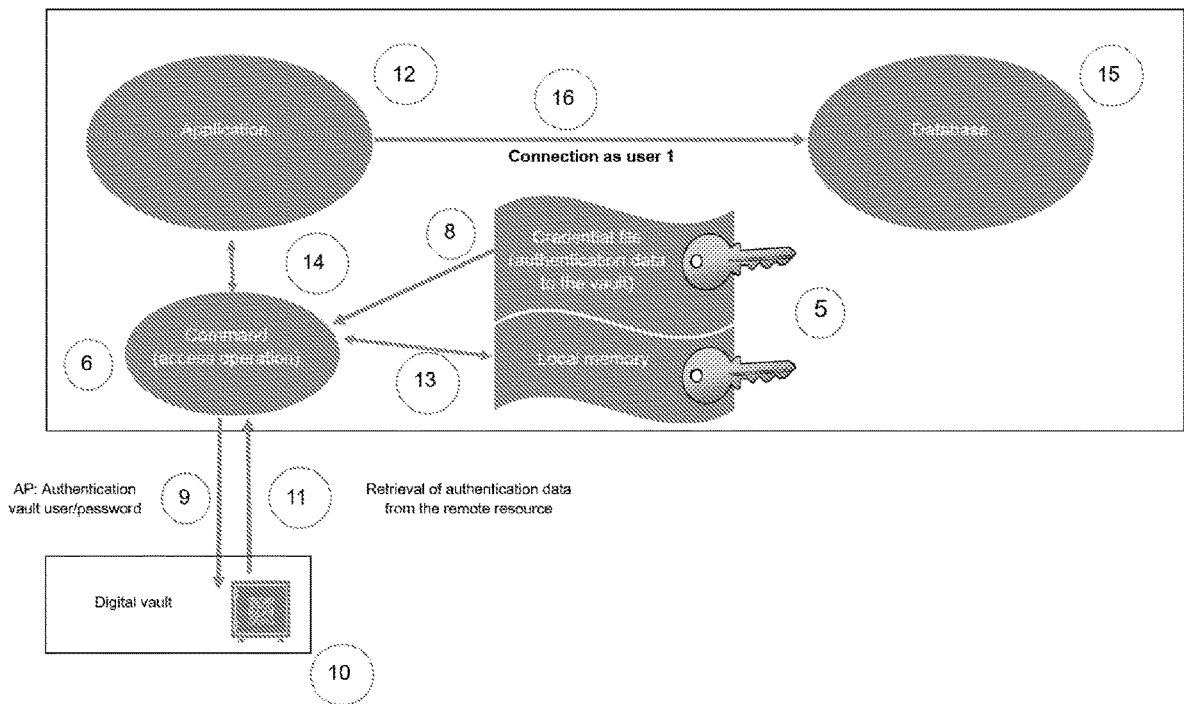 12
15
16
Database
Connection as user 1
8
Credential file
(authentication data
to the vault)
14
5
Command
(access operation)
6
Local memory
13
AP: Authentication
vault user/password
9
11
Retrieval of authentication data
from the remote resource
Digital vault
10